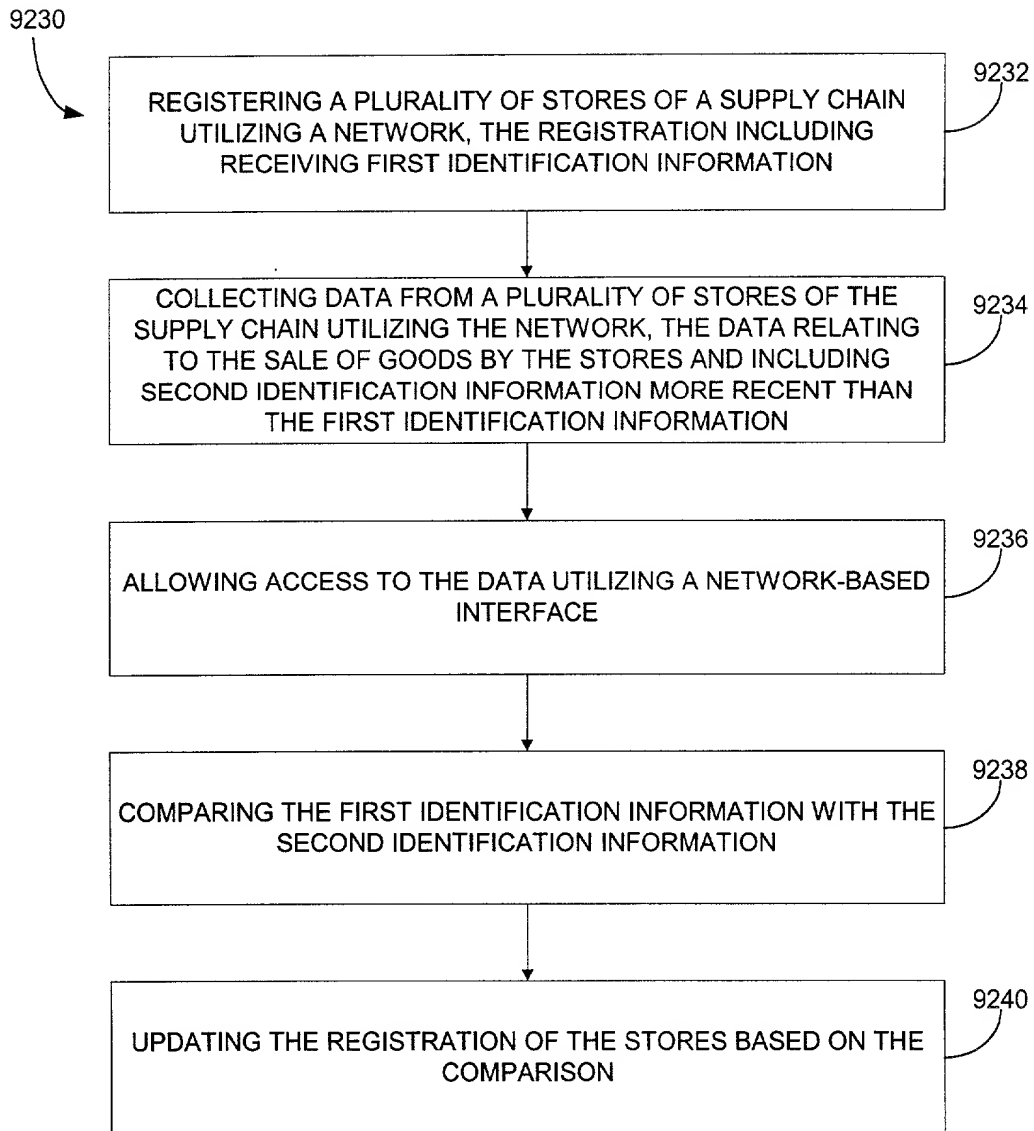 9230
9232
REGISTERING A PLURALITY OF STORES OF A SUPPLY CHAIN
UTILIZING A NETWORK, THE REGISTRATION INCLUDING
RECEIVING FIRST IDENTIFICATION INFORMATION
9234
COLLECTING DATA FROM A PLURALITY OF STORES OF THE
SUPPLY CHAIN UTILIZING THE NETWORK, THE DATA RELATING
TO THE SALE OF GOODS BY THE STORES AND INCLUDING
SECOND IDENTIFICATION INFORMATION MORE RECENT THAN
THE FIRST IDENTIFICATION INFORMATION
9236
ALLOWING ACCESS TO THE DATA UTILIZING A NETWORK-BASED
INTERFACE
9238
COMPARING THE FIRST IDENTIFICATION INFORMATION WITH THE
SECOND IDENTIFICATION INFORMATION
9240
UPDATING THE REGISTRATION OF THE STORES BASED ON THE
COMPARISON